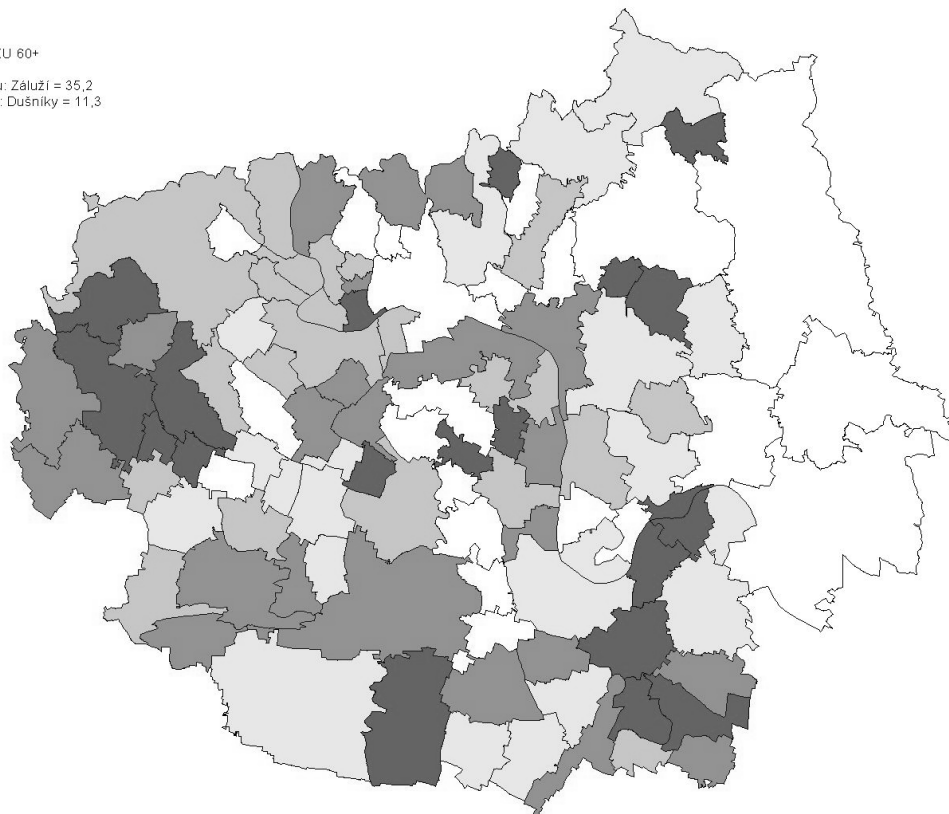 60+
Záluží = 35,2
Dušníky = 11,3